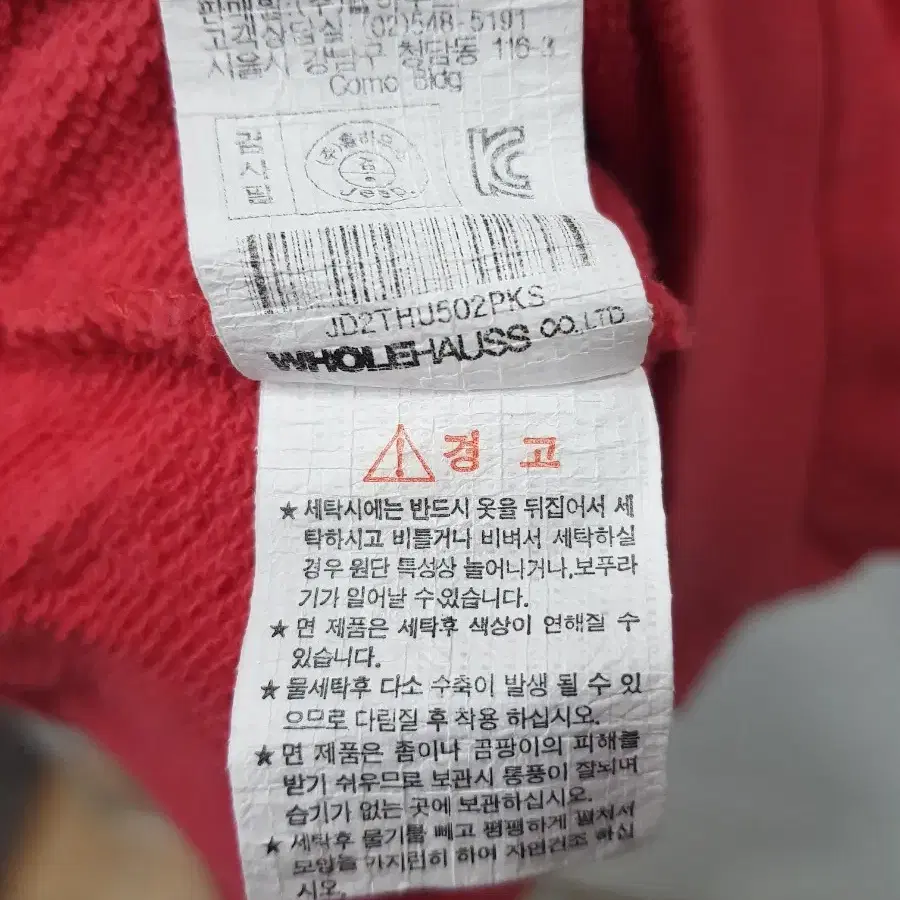 고객상담실 (02)548-5191
서울시 강남구 청담동 116-3
Como Bldg
검사필
JD2THU502PKS
WHOLEHAUSS CO.LTD
경 고
★ 세탁시에는 반드시 옷을 뒤집어서 세
탁하시고 비틀거나 비벼서 세탁하실
경우 원단 특성상 늘어나거나,보푸라
기가 일어날 수있습니다.
★ 면 제품은 세탁후 색상이 연해질 수
있습니다.
★ 물세탁후 다소 수축이 발생 될 수 있
으므로 다림질 후 착용 하십시오.
★ 면 제품은 좀이나 곰팡이의 피해를
받기 쉬우므로 보관시 통풍이 잘되며
습기가 없는 곳에 보관하십시오.
★ 세탁후 물기를 빼고 평평하게 펼쳐서
모양을 가지런히 하여 자연건조 하십
시오.